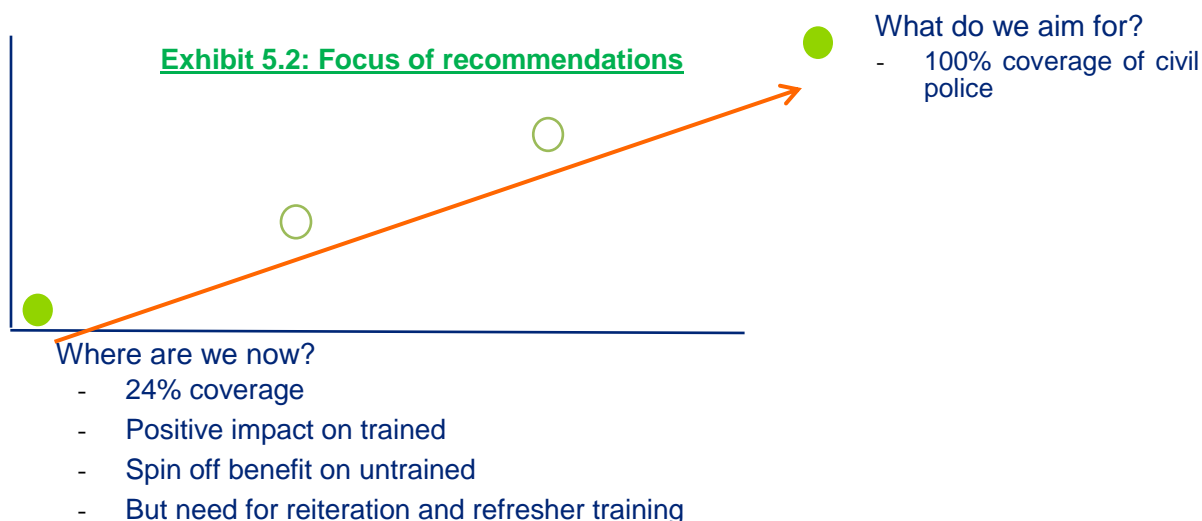 Exhibit 5.2: Focus of recommendations
What do we aim for?
- 100% coverage of civil
police
Where are we now?
- 24% coverage
- Positive impact on trained
- Spin off benefit on untrained
- But need for reiteration and refresher training